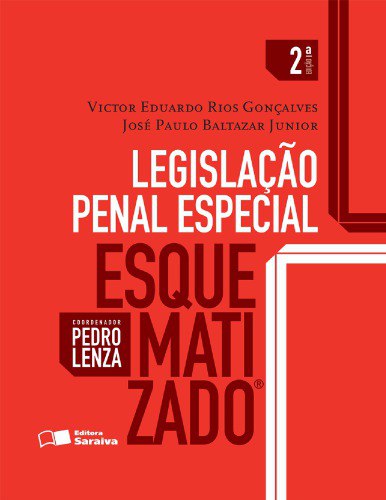 2ª
edição
VICTOR EDUARDO RIOS GONÇALVES
JOSÉ PAULO BALTAZAR JUNIOR
LEGISLAÇÃO
PENAL ESPECIAL
ESQUE
MATI
ZADO®
COORDENADOR
PEDRO
LENZA
Editora
Saraiva